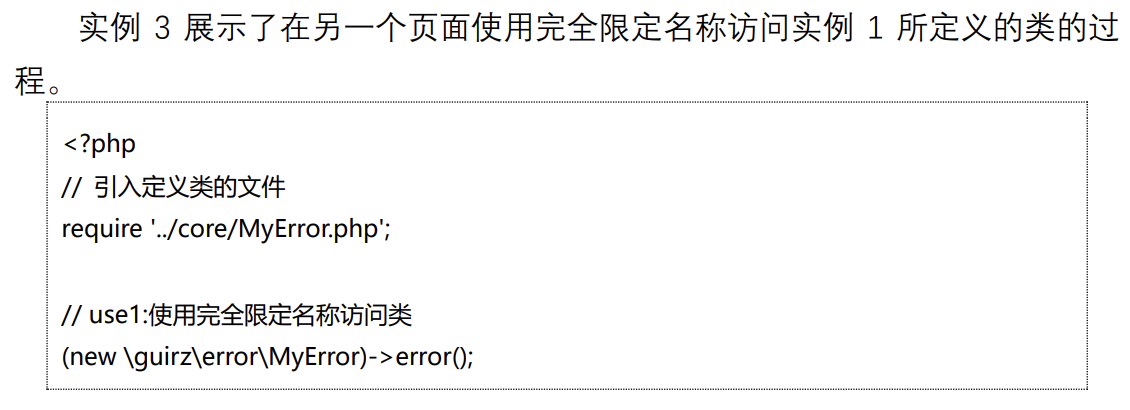 实例 3 展示了在另一个页面使用完全限定名称访问实例 1 所定义的类的过
程。
<?php
// 引入定义类的文件
require '../core/MyError.php';
// use1:使用完全限定名称访问类
(new \guirz\error\MyError)->error();